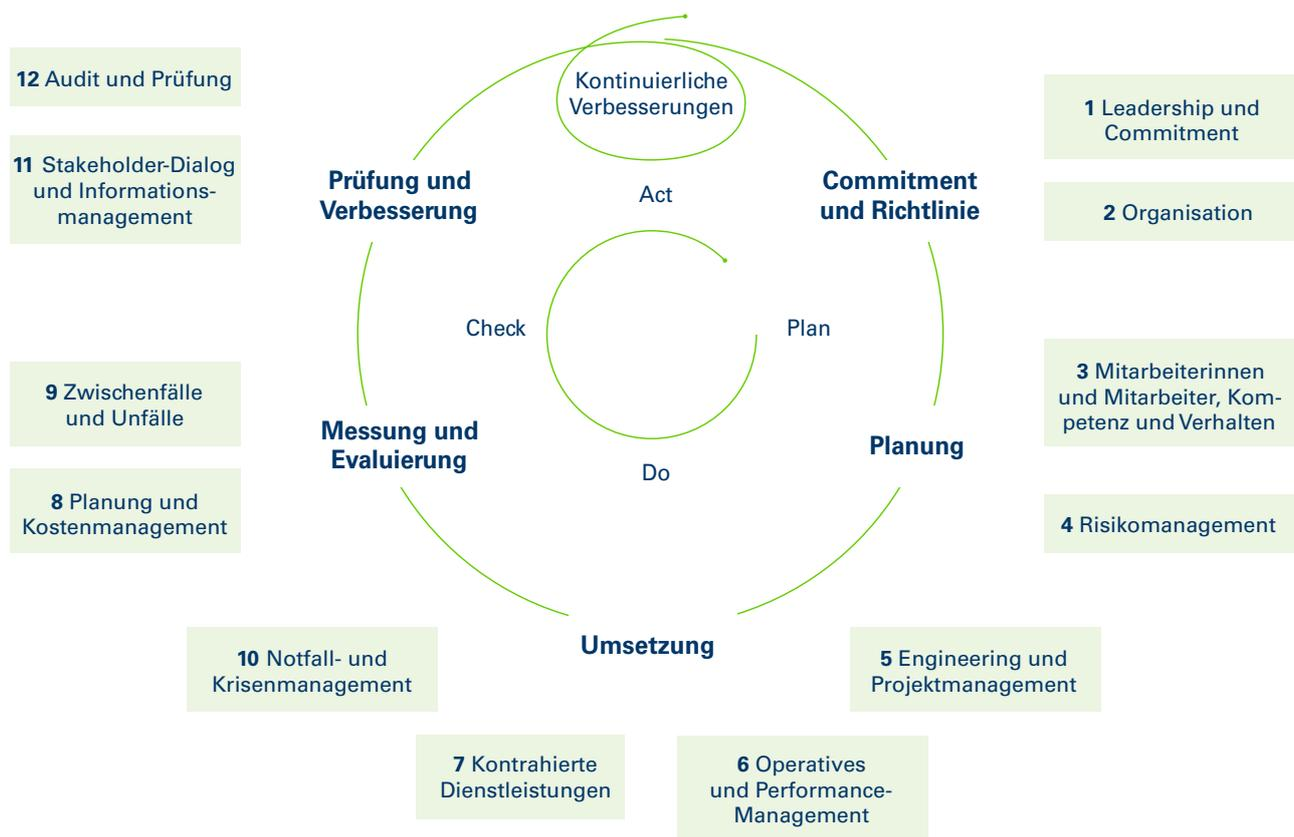 Kontinuierliche
Verbesserungen
12 Audit und Prüfung
11 Stakeholder-Dialog
und Informations-
management
Prüfung und
Verbesserung
Act
Commitment
und Richtlinie
1 Leadership und
Commitment
2 Organisation
Check
Plan
9 Zwischenfälle
und Unfälle
Messung und
Evaluierung
8 Planung und
Kostenmanagement
Do
Planung
3 Mitarbeiterinnen
und Mitarbeiter, Kom-
petenz und Verhalten
4 Risikomanagement
10 Notfall- und
Krisenmanagement
Umsetzung
5 Engineering und
Projektmanagement
7 Kontrahierte
Dienstleistungen
6 Operatives
und Performance-
Management